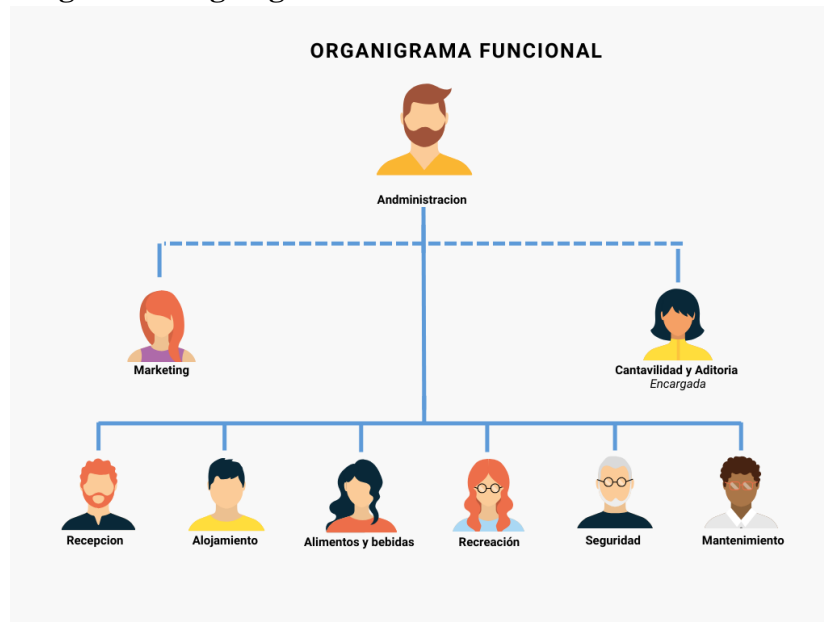 ORGANIGRAMA FUNCIONAL
Andministracion
Marketing
Cantavilidad y Aditoria
Encargada
Recepcion
Alojamiento
Alimentos y bebidas
Recreación
Seguridad
Mantenimiento